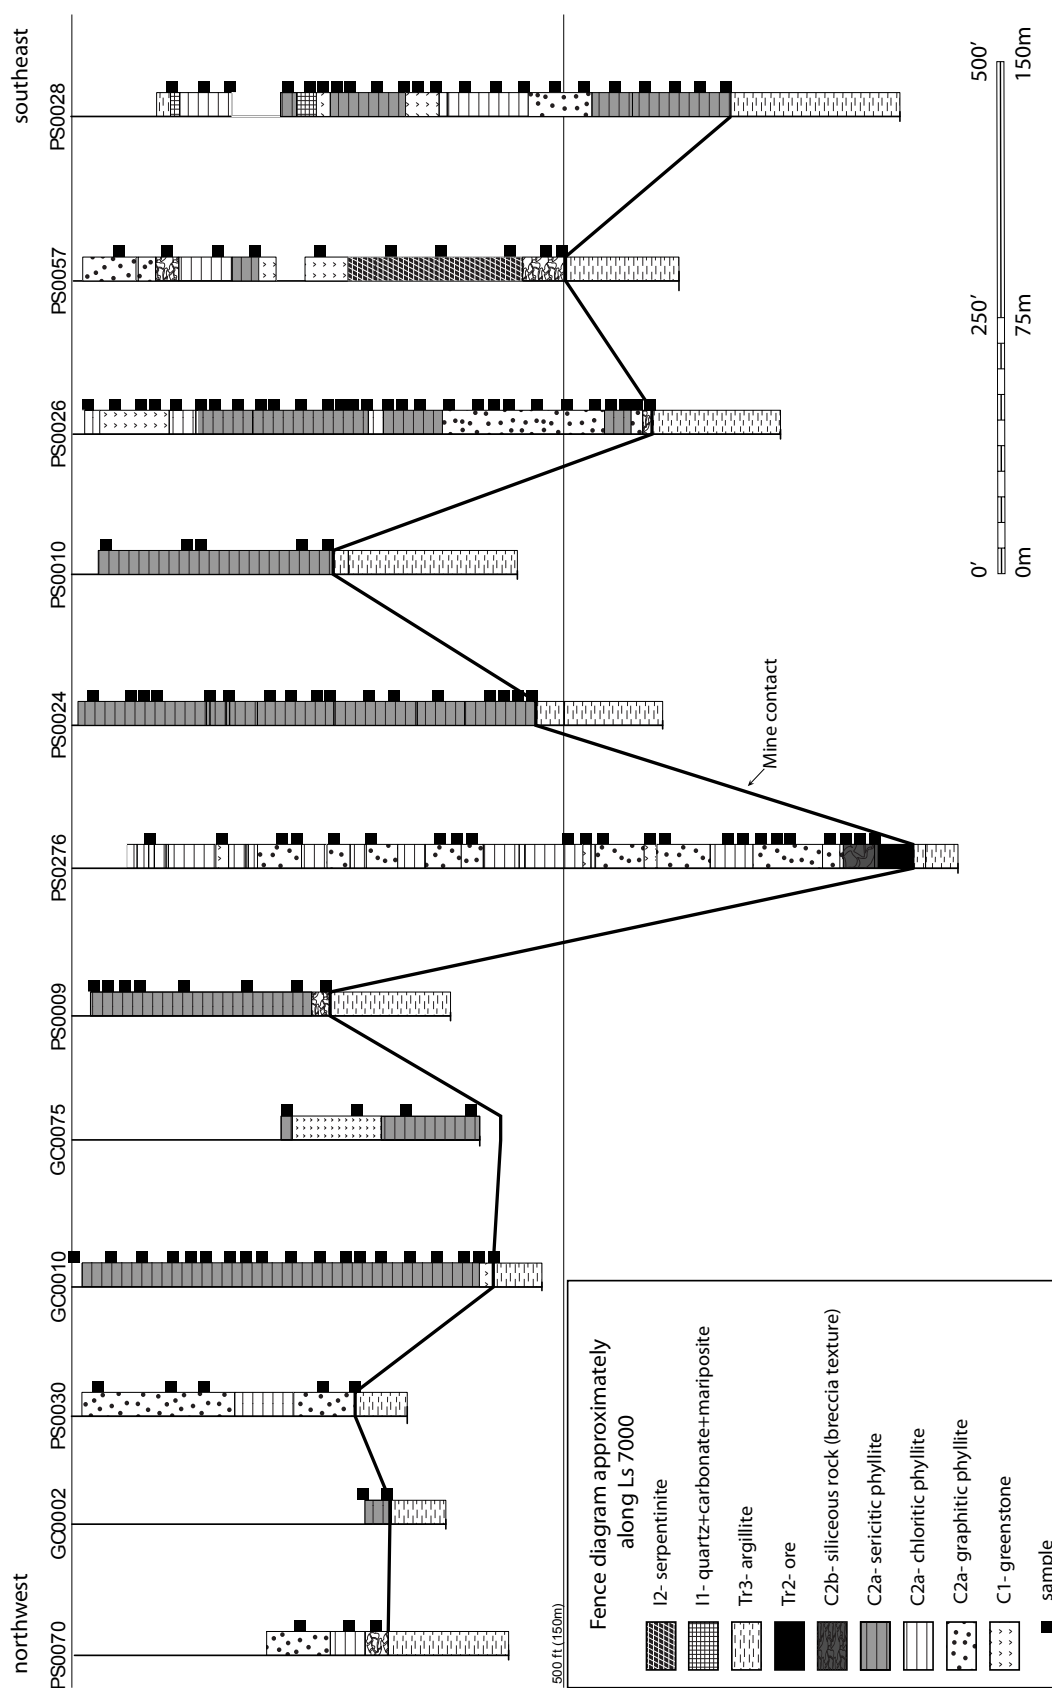 northwest
southeast
PS0070
GC0002
PS0030
GC0010
GC0075
PS0009
PS0276
PS0024
PS0010
PS0026
PS0057
PS0028
500 ft (150m)
Mine contact
Fence diagram approximately
along Ls 7000
I2- serpentinite
I1- quartz+carbonate+mariposite
Tr3- argillite
Tr2- ore
C2b- siliceous rock (breccia texture)
C2a- sericitic phyllite
C2a- chloritic phyllite
C2a- graphitic phyllite
C1- greenstone
sample
0'
250'
500'
0m
75m
150m